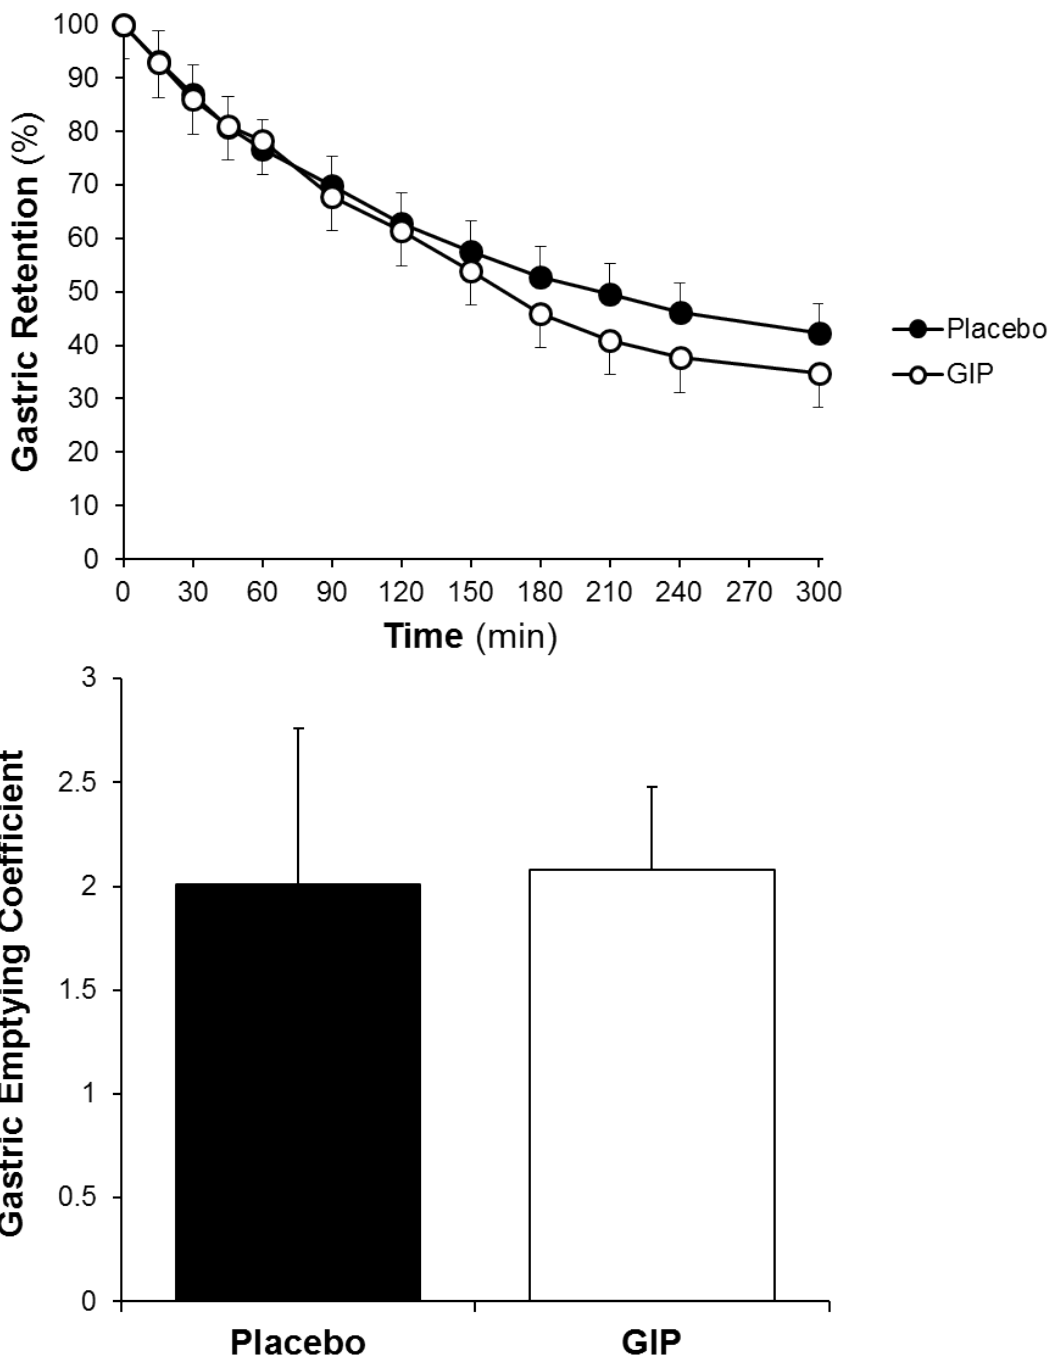 Gastric Retention (%)
100
90
80
70
60
50
40
30
20
10
0
0 30 60 90 120 150 180 210 240 270 300
Time (min)
Placebo
GIP
Gastric Emptying Coefficient
3
2.5
2
1.5
1
0.5
0
Placebo GIP